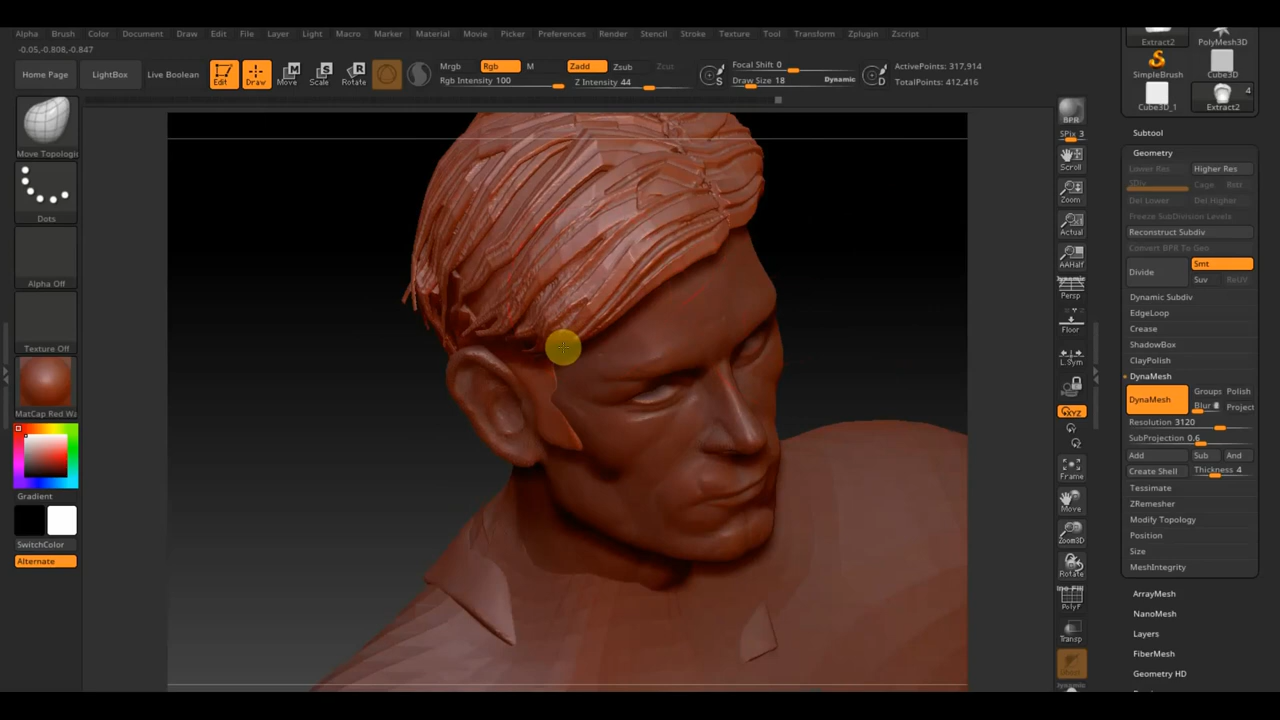 Alpha Brush Color Document Draw Edit File Layer Light Macro Marker Material Movie Picker Preferences Render Stencil Stroke Texture Tool Transform Zplugin Zscript
-0.05,-0.808,-0.847
Home Page LightBox Live Boolean Edit Draw Move Scale Rotate
Mrgb Rgb M Zadd Zsub Zcut
Rgb Intensity 100 Z Intensity 44
S Focal Shift 0
Draw Size 18 Dynamic D
ActivePoints: 317,914
TotalPoints: 412,416
Move Topologic
Dots
Alpha Off
Texture Off
MatCap Red Wa
Gradient
SwitchColor
Alternate
BPR
SPix 3
Scroll
Zoom
Actual
AAHalf
Dynamic
Persp
Floor
L.Sym
XYZ
Frame
Move
Zoom3D
Rotate
PolyF
Transp
Dynamic
Extract2 PolyMesh3D
SimpleBrush Cube3D
4
Cube3D_1 Extract2
Subtool
Geometry
Lower Res Higher Res
SDiv Cage Rstr
Del Lower Del Higher
Freeze SubDivision Levels
Reconstruct Subdiv
Convert BPR To Geo
Divide Smt
Suv ReUV
Dynamic Subdiv
EdgeLoop
Crease
ShadowBox
ClayPolish
DynaMesh
DynaMesh Groups Polish
Blur Project
Resolution 3120
SubProjection 0.6
Add Sub And
Create Shell Thickness 4
Tessimate
ZRemesher
Modify Topology
Position
Size
MeshIntegrity
ArrayMesh
NanoMesh
Layers
FiberMesh
Geometry HD